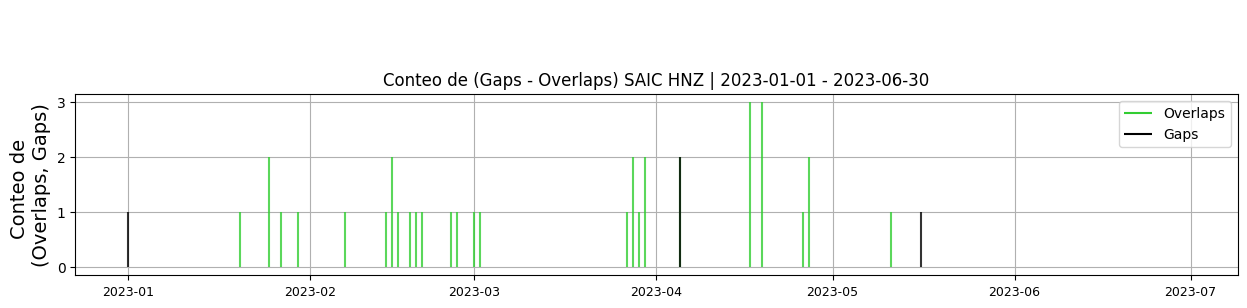 Conteo de (Gaps - Overlaps) SAIC HNZ | 2023-01-01 - 2023-06-30
Conteo de
(Overlaps, Gaps)
3
2
1
0
Overlaps
Gaps
2023-01
2023-02
2023-03
2023-04
2023-05
2023-06
2023-07